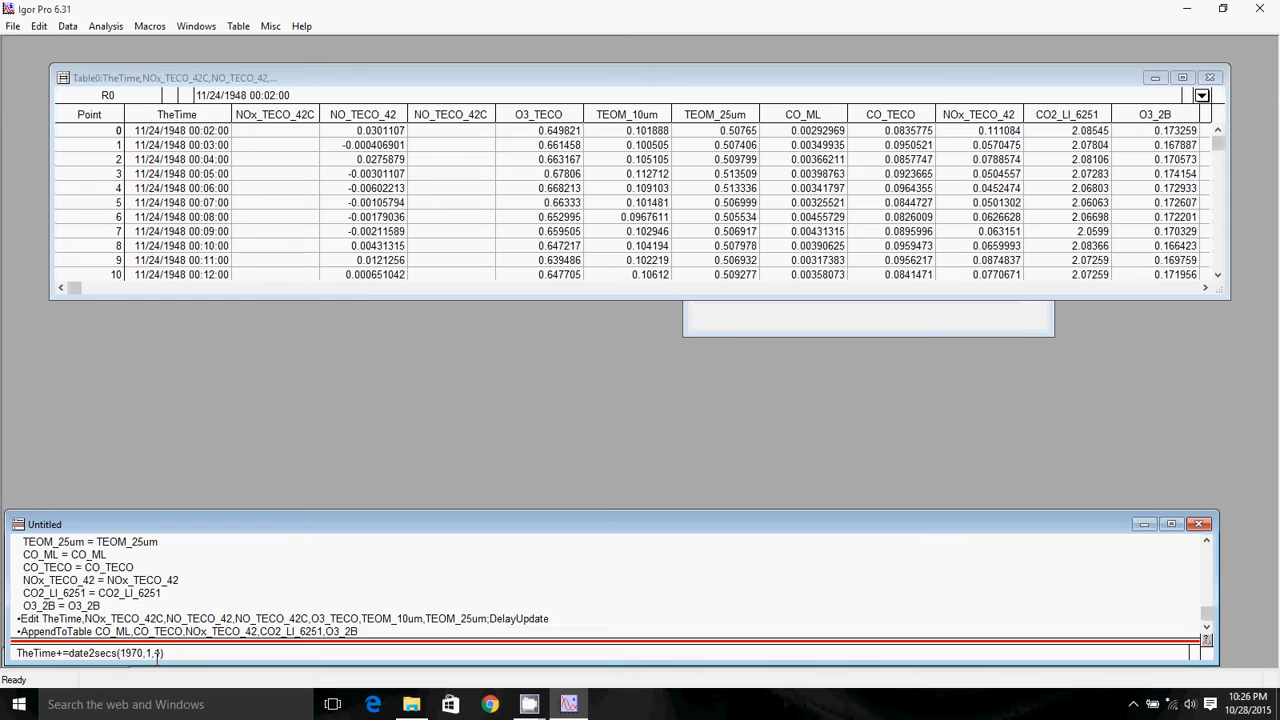 Igor Pro 6.31
File Edit Data Analysis Macros Windows Table Misc Help
Table0:TheTime,NOx_TECO_42C,NO_TECO_42,...
R0 11/24/1948 00:02:00
Point TheTime NOx_TECO_42C NO_TECO_42 NO_TECO_42C O3_TECO TEOM_10um TEOM_25um CO_ML CO_TECO NOx_TECO_42 CO2_LI_6251 O3_2B
0 11/24/1948 00:02:00 0.0301107 0.649821 0.101888 0.50765 0.00292969 0.0835775 0.111084 2.08545 0.173259
1 11/24/1948 00:03:00 -0.000406901 0.661458 0.100505 0.507406 0.00349935 0.0950521 0.0570475 2.07804 0.167887
2 11/24/1948 00:04:00 0.0275879 0.663167 0.105105 0.509799 0.00366211 0.0857747 0.0788574 2.08106 0.170573
3 11/24/1948 00:05:00 -0.00301107 0.67806 0.112712 0.513509 0.00398763 0.0923665 0.0504557 2.07283 0.174154
4 11/24/1948 00:06:00 -0.00602213 0.668213 0.109103 0.513336 0.00341797 0.0964355 0.0452474 2.06803 0.172933
5 11/24/1948 00:07:00 -0.00105794 0.66333 0.101481 0.506999 0.00325521 0.0844727 0.0501302 2.06063 0.172607
6 11/24/1948 00:08:00 -0.00179036 0.652995 0.0967611 0.505534 0.00455729 0.0826009 0.0626628 2.06698 0.172201
7 11/24/1948 00:09:00 -0.00211589 0.659505 0.102946 0.506917 0.00431315 0.0895996 0.063151 2.0599 0.170329
8 11/24/1948 00:10:00 0.00431315 0.647217 0.104194 0.507978 0.00390625 0.0959473 0.0659993 2.08366 0.166423
9 11/24/1948 00:11:00 0.0121256 0.639486 0.102219 0.506932 0.00317383 0.0956217 0.0874837 2.07259 0.169759
10 11/24/1948 00:12:00 0.000651042 0.647705 0.10612 0.509277 0.00358073 0.0841471 0.0770671 2.07259 0.171956
Untitled
TEOM_25um = TEOM_25um
CO_ML = CO_ML
CO_TECO = CO_TECO
NOx_TECO_42 = NOx_TECO_42
CO2_LI_6251 = CO2_LI_6251
O3_2B = O3_2B
•Edit TheTime,NOx_TECO_42C,NO_TECO_42,NO_TECO_42C,O3_TECO,TEOM_10um,TEOM_25um;DelayUpdate
•AppendToTable CO_ML,CO_TECO,NOx_TECO_42,CO2_LI_6251,O3_2B
TheTime+=date2secs(1970,1,
Ready
Search the web and Windows
10:26 PM
10/28/2015